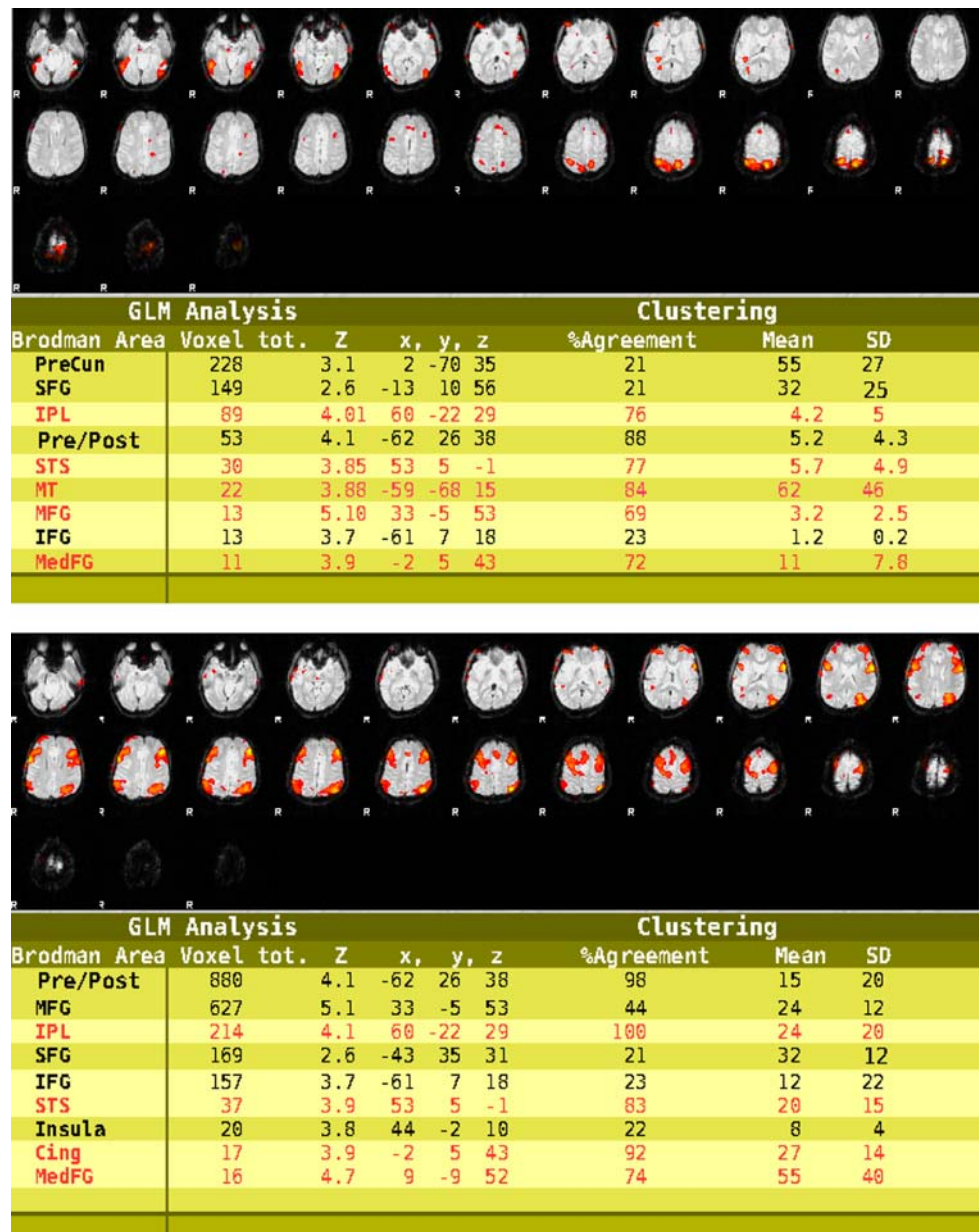 R R R R R R R R R R R
R R R R R R R R R R R
R R R
GLM Analysis Clustering
Brodman Area Voxel tot. Z x, y, z %Agreement Mean SD
PreCun 228 3.1 2 -70 35 21 55 27
SFG 149 2.6 -13 10 56 21 32 25
IPL 89 4.01 60 -22 29 76 4.2 5
Pre/Post 53 4.1 -62 26 38 88 5.2 4.3
STS 30 3.85 53 5 -1 77 5.7 4.9
MT 22 3.88 -59 -68 15 84 62 46
MFG 13 5.10 33 -5 53 69 3.2 2.5
IFG 13 3.7 -61 7 18 23 1.2 0.2
MedFG 11 3.9 -2 5 43 72 11 7.8
R R R R R R R R R R R
R R R R R R R R R R R
R R R
GLM Analysis Clustering
Brodman Area Voxel tot. Z x, y, z %Agreement Mean SD
Pre/Post 880 4.1 -62 26 38 98 15 20
MFG 627 5.1 33 -5 53 44 24 12
IPL 214 4.1 60 -22 29 100 24 20
SFG 169 2.6 -43 35 31 21 32 12
IFG 157 3.7 -61 7 18 23 12 22
STS 37 3.9 53 5 -1 83 20 15
Insula 20 3.8 44 -2 10 22 8 4
Cing 17 3.9 -2 5 43 92 27 14
MedFG 16 4.7 9 -9 52 74 55 40